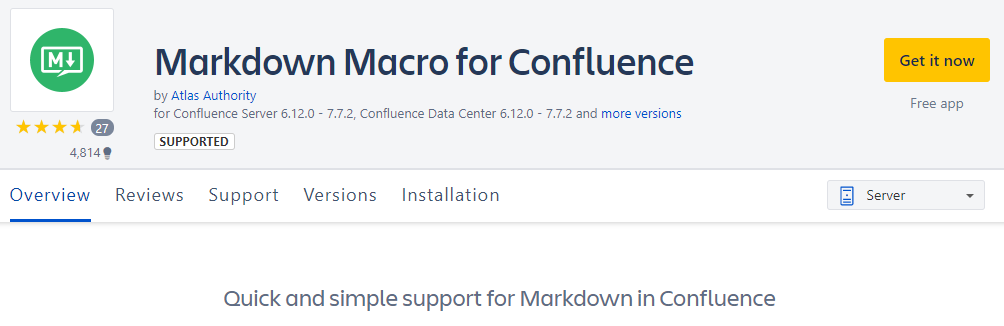 M
Markdown Macro for Confluence
by Atlas Authority
for Confluence Server 6.12.0 - 7.7.2, Confluence Data Center 6.12.0 - 7.7.2 and more versions
SUPPORTED
27
4,814
Get it now
Free app
Overview Reviews Support Versions Installation
Server
Quick and simple support for Markdown in Confluence